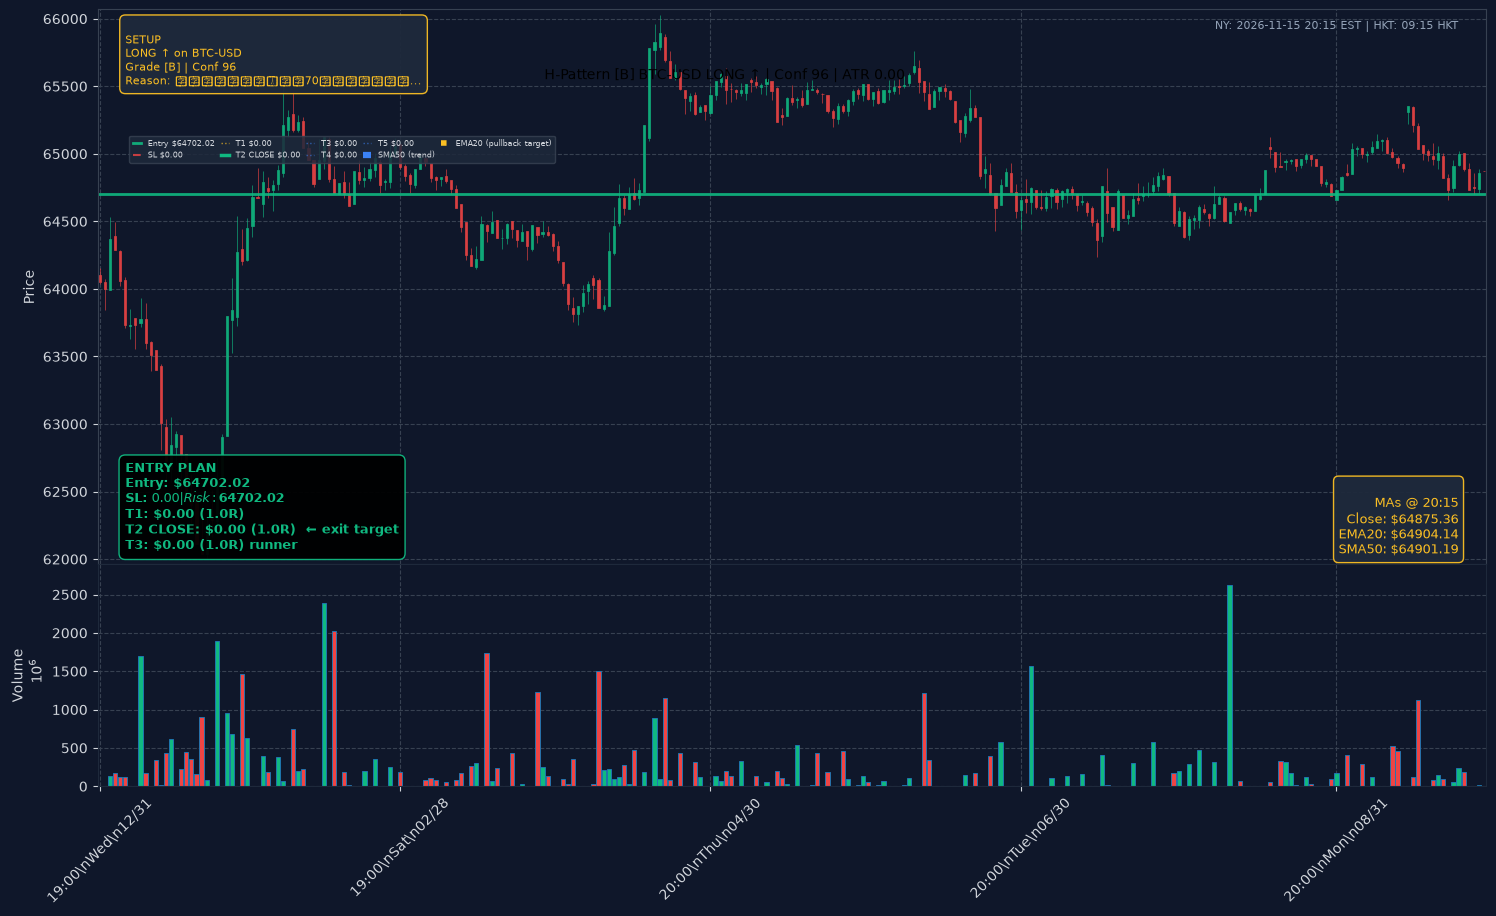 NY: 2026-11-15 20:15 EST | HKT: 09:15 HKT
SETUP
LONG ↑ on BTC-USD
Grade [B] | Conf 96
Reason: 70 ...
H-Pattern [B] BTC-USD LONG ↑ | Conf 96 | ATR 0.00
Entry $64702.02
SL $0.00
T1 $0.00
T2 CLOSE $0.00
T3 $0.00
T4 $0.00
T5 $0.00
SMA50 (trend)
EMA20 (pullback target)
Price
66000
65500
65000
64500
64000
63500
63000
62500
62000
ENTRY PLAN
Entry: $64702.02
SL: 0.00|Risk:64702.02
T1: $0.00 (1.0R)
T2 CLOSE: $0.00 (1.0R) ← exit target
T3: $0.00 (1.0R) runner
MAs @ 20:15
Close: $64875.36
EMA20: $64904.14
SMA50: $64901.19
Volume
10⁶
2500
2000
1500
1000
500
0
19:00\nWed\n12/31
19:00\nSat\n02/28
20:00\nThu\n04/30
20:00\nTue\n06/30
20:00\nMon\n08/31